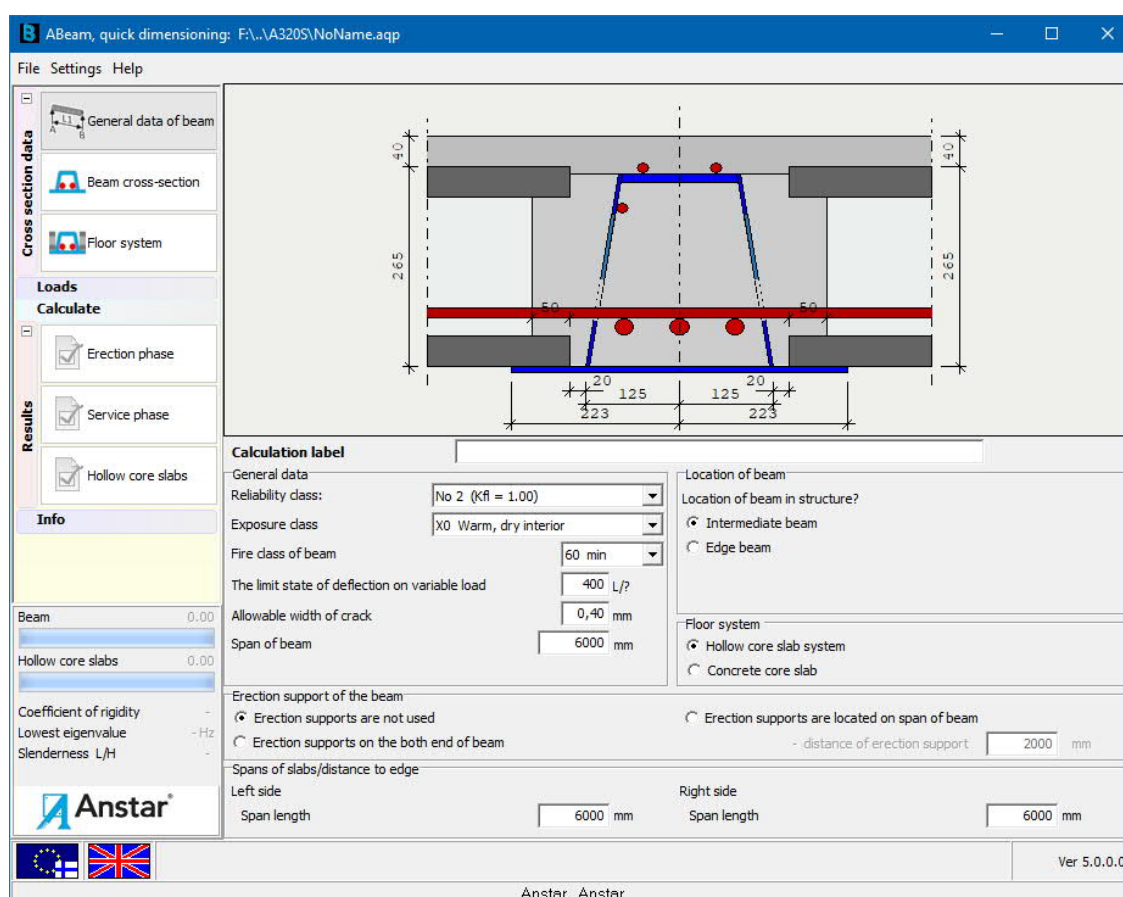 ABeam, quick dimensioning: F:\..\A320S\NoName.aqp
File Settings Help
Cross section data
General data of beam
Beam cross-section
Floor system
Loads
Calculate
Results
Erection phase
Service phase
Hollow core slabs
Info
Beam 0.00
Hollow core slabs 0.00
Coefficient of rigidity -
Lowest eigenvalue - Hz
Slenderness L/H -
Anstar®
L1
A B
40 40
265 265
50 50
20 20
125 125
223 223
Calculation label
General data
Reliability class: No 2 (Kfl = 1.00)
Exposure class X0 Warm, dry interior
Fire class of beam 60 min
The limit state of deflection on variable load 400 L/?
Allowable width of crack 0,40 mm
Span of beam 6000 mm
Location of beam
Location of beam in structure?
Intermediate beam
Edge beam
Floor system
Hollow core slab system
Concrete core slab
Erection support of the beam
Erection supports are not used
Erection supports on the both end of beam
Erection supports are located on span of beam
- distance of erection support 2000 mm
Spans of slabs/distance to edge
Left side
Span length 6000 mm
Right side
Span length 6000 mm
Ver 5.0.0.0
Anstar, Anstar